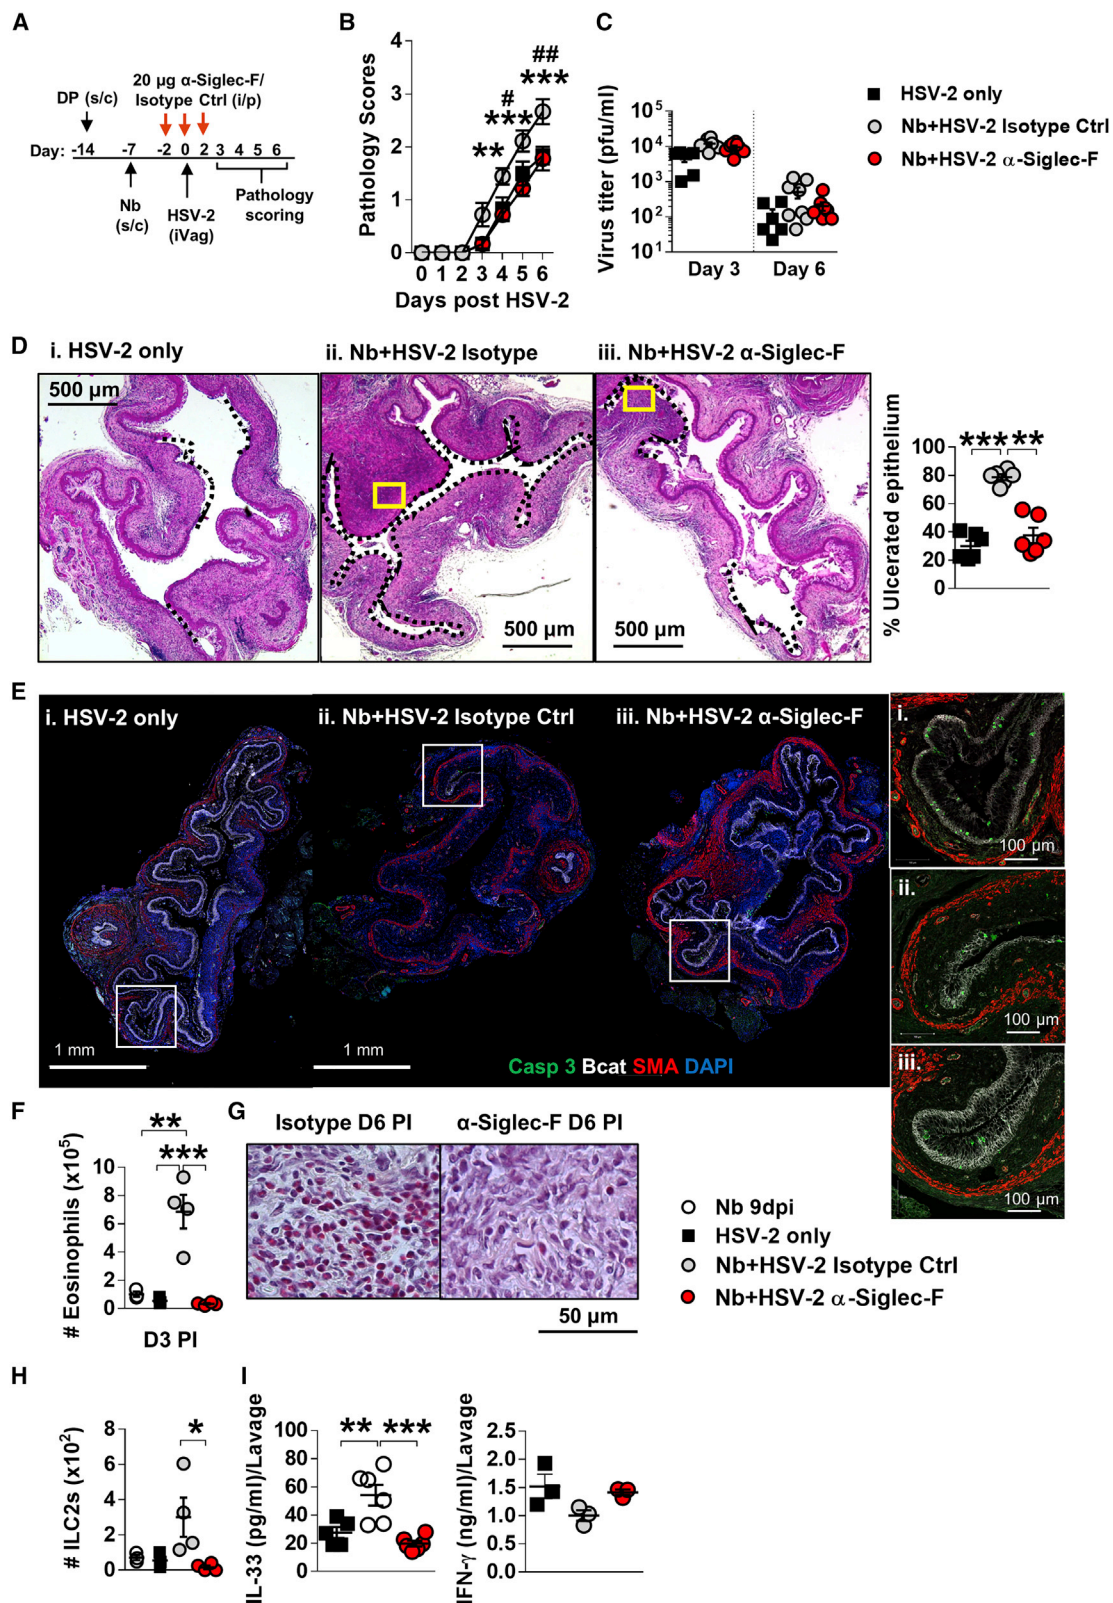 A
DP (s/c)
20 µg α-Siglec-F/
Isotype Ctrl (i/p)
Day: -14 -7 -2 0 2 3 4 5 6
Nb
(s/c)
HSV-2
(iVag)
Pathology
scoring
B
Pathology Scores
4
3
2
1
0
** *** *** # ##
0 1 2 3 4 5 6
Days post HSV-2
C
Virus titer (pfu/ml)
10^5
10^4
10^3
10^2
10^1
Day 3 Day 6
HSV-2 only
Nb+HSV-2 Isotype Ctrl
Nb+HSV-2 α-Siglec-F
D
i. HSV-2 only
500 µm
ii. Nb+HSV-2 Isotype
500 µm
iii. Nb+HSV-2 α-Siglec-F
500 µm
% Ulcerated epithelium
100
80
60
40
20
0
*** **
E
i. HSV-2 only
1 mm
ii. Nb+HSV-2 Isotype Ctrl
1 mm
iii. Nb+HSV-2 α-Siglec-F
Casp 3 Bcat SMA DAPI
i.
100 µm
ii.
100 µm
iii.
100 µm
F
# Eosinophils (x10^5)
10
8
6
4
2
0
**
***
D3 PI
G
Isotype D6 PI
α-Siglec-F D6 PI
50 µm
Nb 9dpi
HSV-2 only
Nb+HSV-2 Isotype Ctrl
Nb+HSV-2 α-Siglec-F
H
# ILC2s (x10^2)
8
6
4
2
0
*
I
IL-33 (pg/ml)/Lavage
100
80
60
40
20
0
** ***
IFN-γ (ng/ml)/Lavage
2.5
2.0
1.5
1.0
0.5
0.0